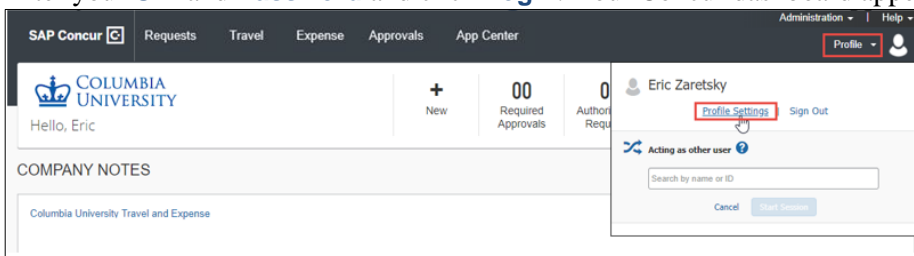 Administration | Help
SAP Concur C Requests Travel Expense Approvals App Center
Profile
COLUMBIA
UNIVERSITY
Hello, Eric
+
New
00
Required
Approvals
Eric Zaretsky
Profile Settings | Sign Out
Acting as other user ?
Search by name or ID
Cancel Start Session
COMPANY NOTES
Columbia University Travel and Expense